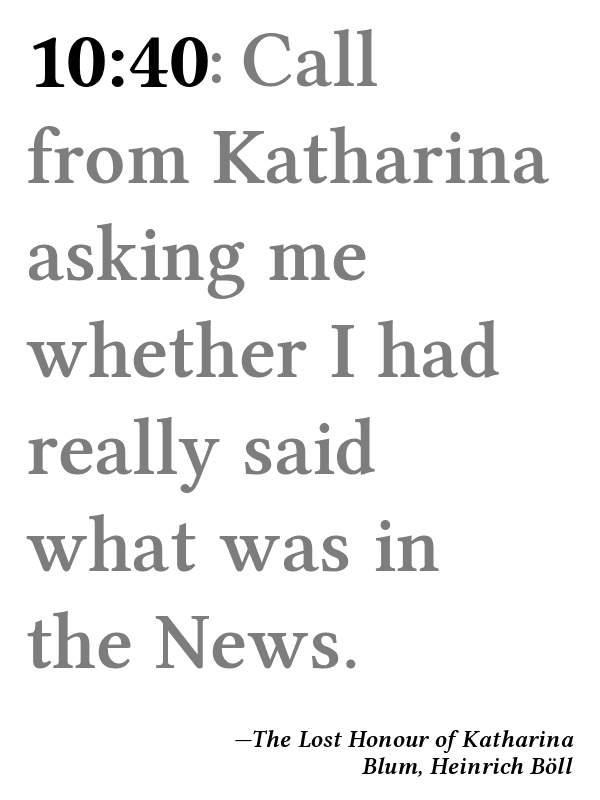 10:40: Call
from Katharina
asking me
whether I had
really said
what was in
the News.
—The Lost Honour of Katharina
Blum, Heinrich Böll